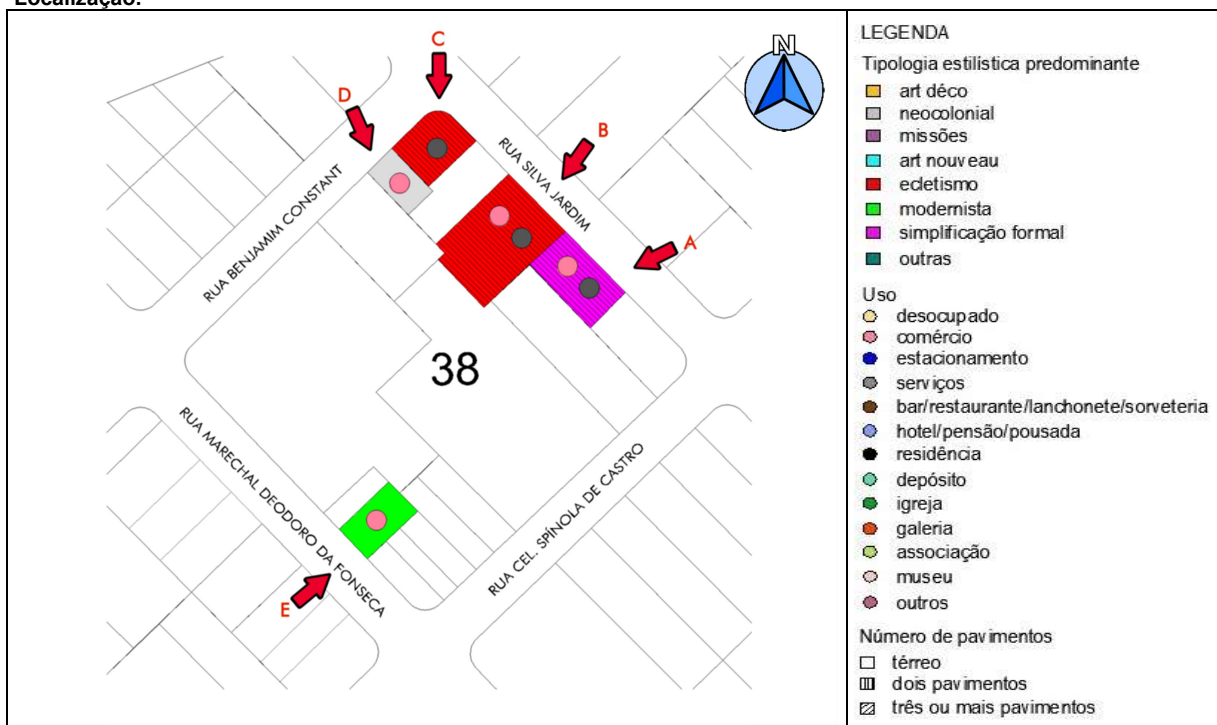 Localização:
C
N
D
B
RUA SILVA JARDIM
RUA BENJAMIM CONSTANT
A
38
RUA MARECHAL DEODORO DA FONSECA
RUA CEL. SPÍNOLA DE CASTRO
E
LEGENDA
Tipologia estilística predominante
art déco
neocolonial
missões
art nouveau
ecletismo
modernista
simplificação formal
outras
Uso
desocupado
comércio
estacionamento
serviços
bar/restaurante/lanchonete/sorveteria
hotel/pensão/pousada
residência
depósito
igreja
galeria
associação
museu
outros
Número de pavimentos
térreo
dois pavimentos
três ou mais pavimentos